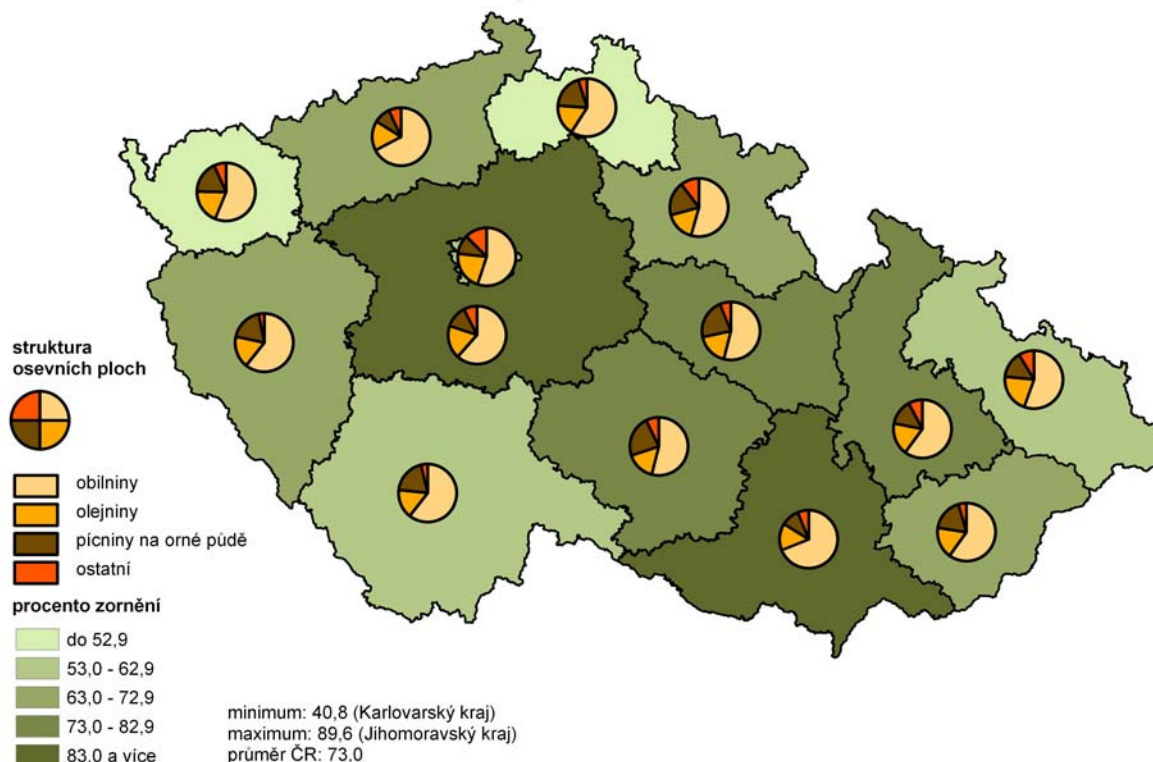 struktura
osevních ploch
obilniny
olejniny
pícniny na orné půdě
ostatní
procento zornění
do 52,9
53,0 - 62,9
63,0 - 72,9
73,0 - 82,9
83,0 a více
minimum: 40,8 (Karlovarský kraj)
maximum: 89,6 (Jihomoravský kraj)
průměr ČR: 73,0